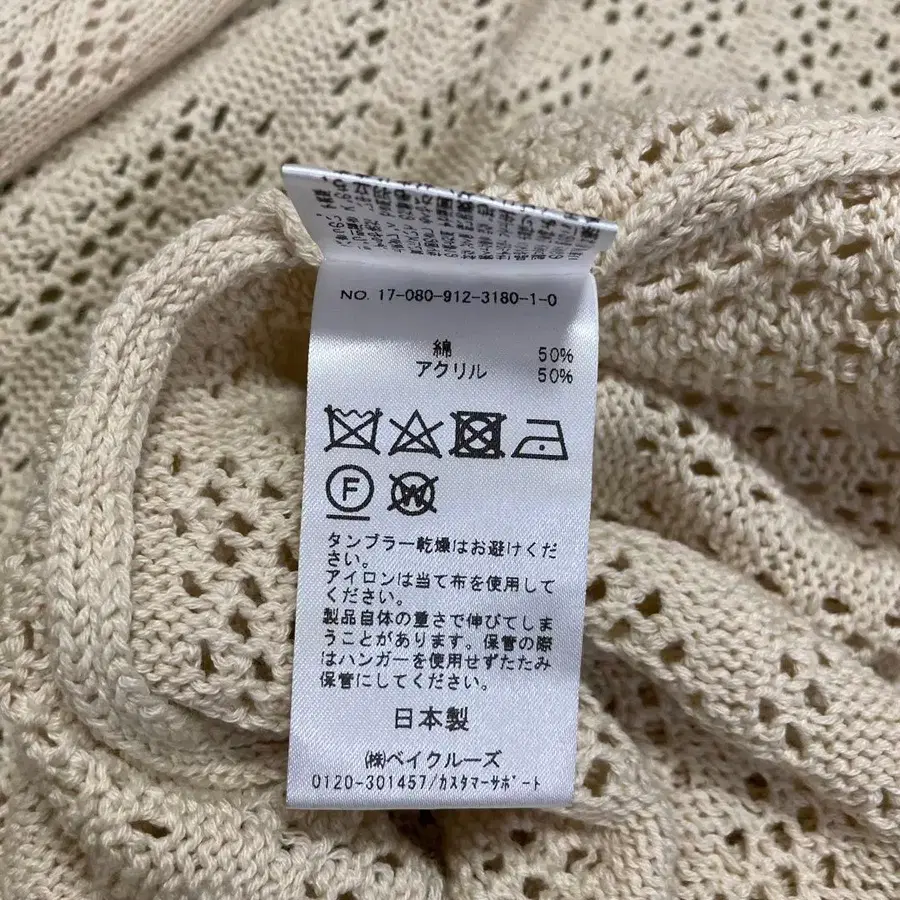 NO. 17-080-912-3180-1-0
綿 50%
アクリル 50%
F
W
タンブラー乾燥はお避けくだ
さい。
アイロンは当て布を使用して
ください。
製品自体の重さで伸びてしま
うことがあります。保管の際
はハンガーを使用せずたたみ
保管にしてください。
日本製
㈱ベイクルーズ
0120-301457/カスタマーサポート